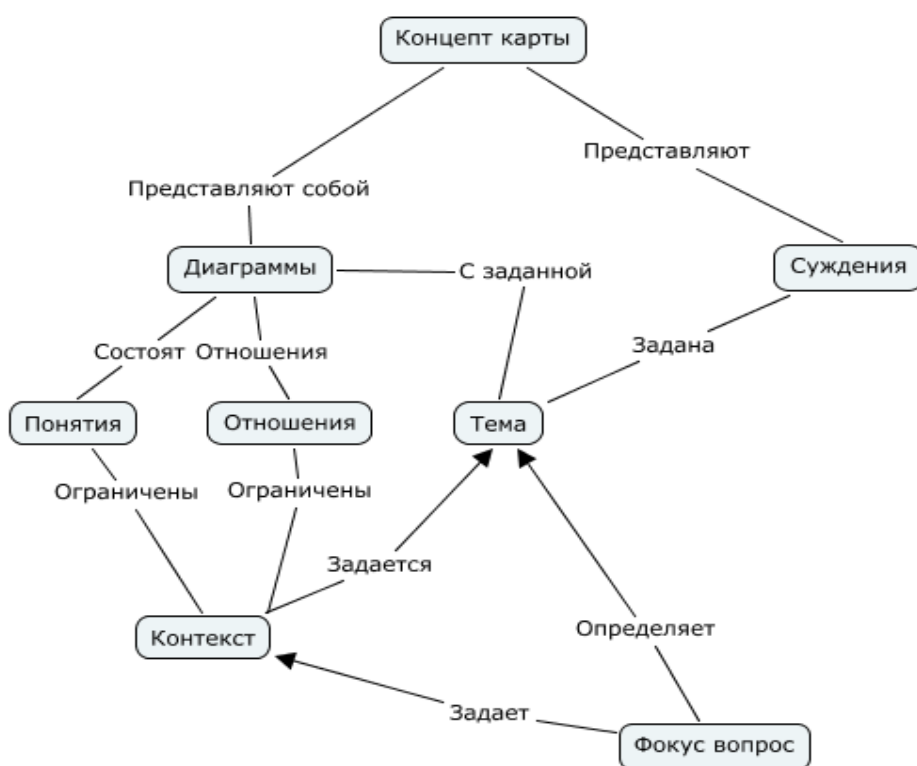 Концепт карты
Представляют
Представляют собой
Диаграммы
С заданной
Суждения
Состоят
Отношения
Задана
Понятия
Отношения
Тема
Ограничены
Ограничены
Задается
Контекст
Определяет
Задает
Фокус вопрос